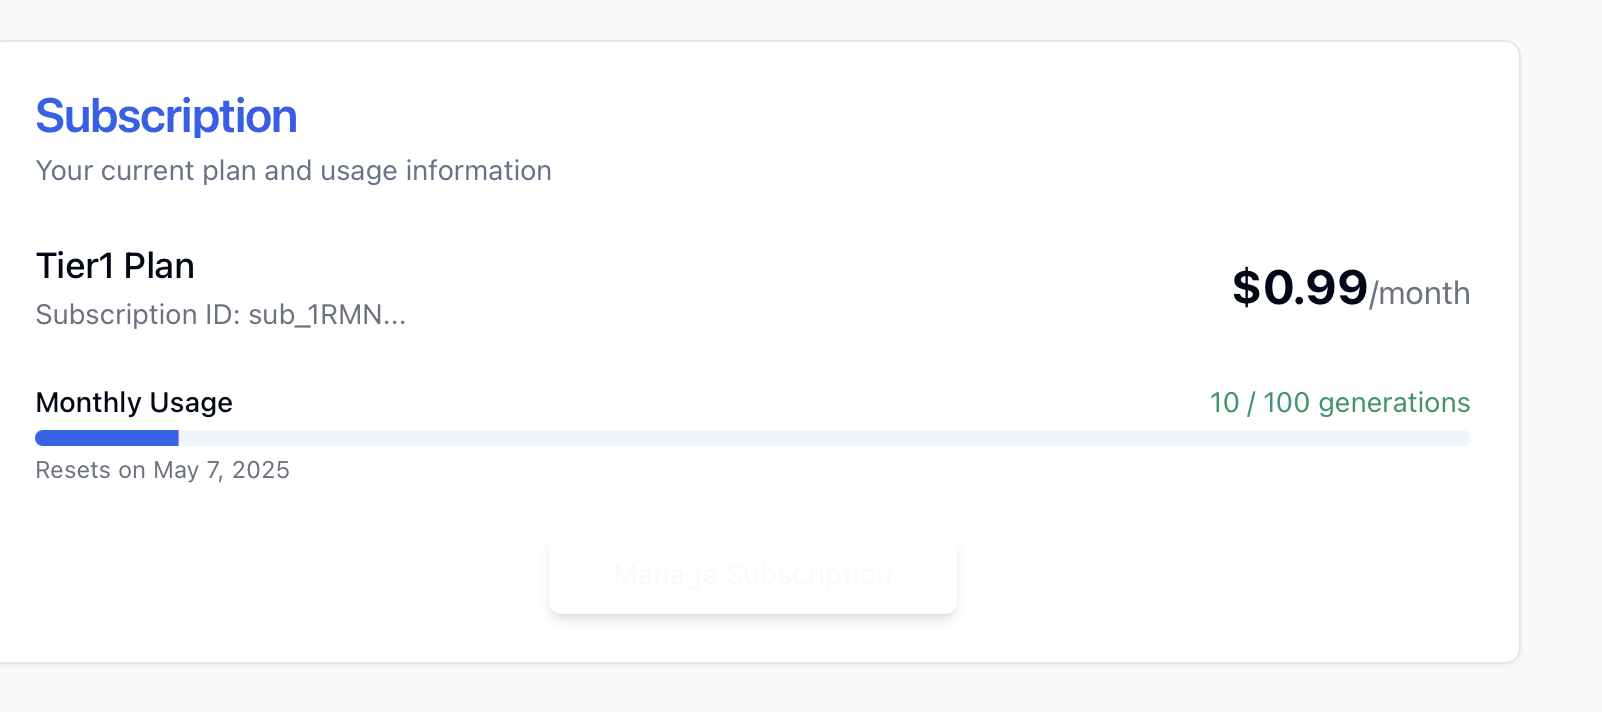 Subscription
Your current plan and usage information
Tier1 Plan
Subscription ID: sub_1RMN...
$0.99/month
Monthly Usage
10 / 100 generations
Resets on May 7, 2025
Manage Subscription